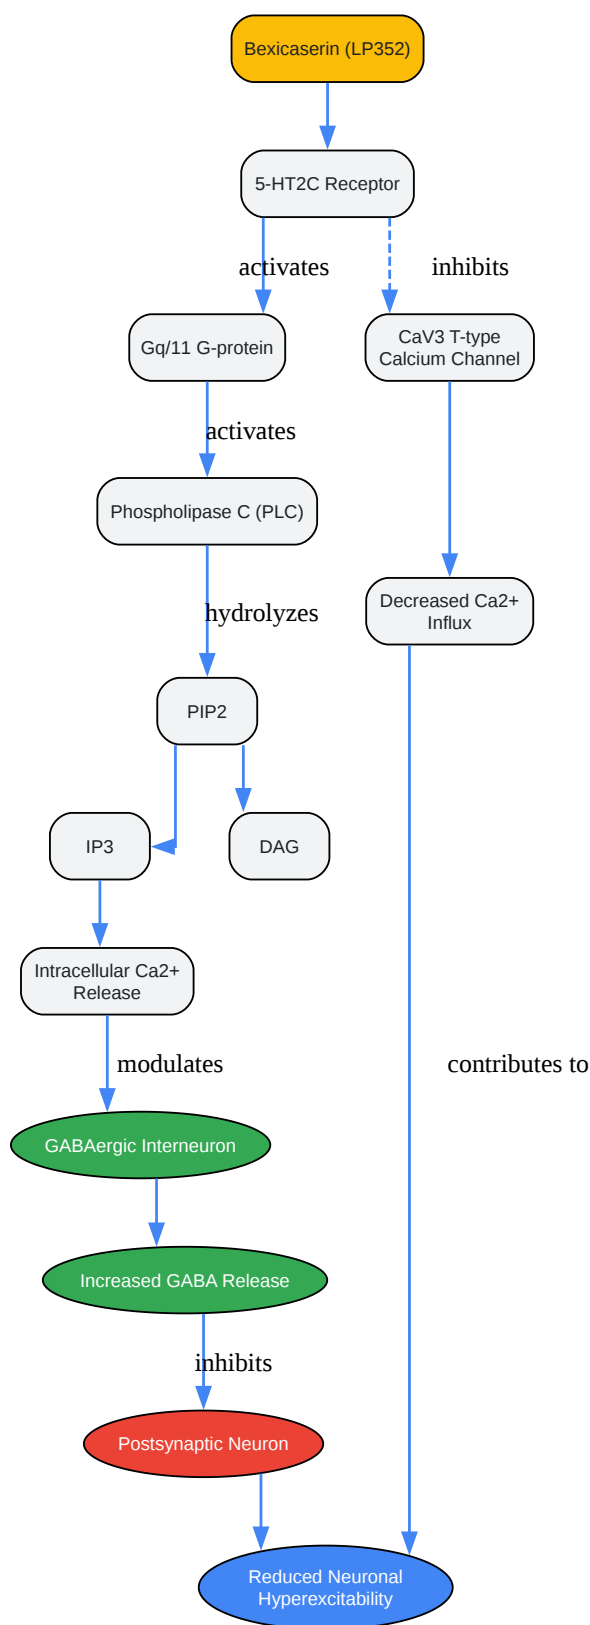 Bexicaserin (LP352)
5-HT2C Receptor
activates
inhibits
Gq/11 G-protein
CaV3 T-type
Calcium Channel
activates
Phospholipase C (PLC)
Decreased Ca2+
Influx
hydrolyzes
PIP2
IP3
DAG
Intracellular Ca2+
Release
modulates
contributes to
GABAergic Interneuron
Increased GABA Release
inhibits
Postsynaptic Neuron
Reduced Neuronal
Hyperexcitability